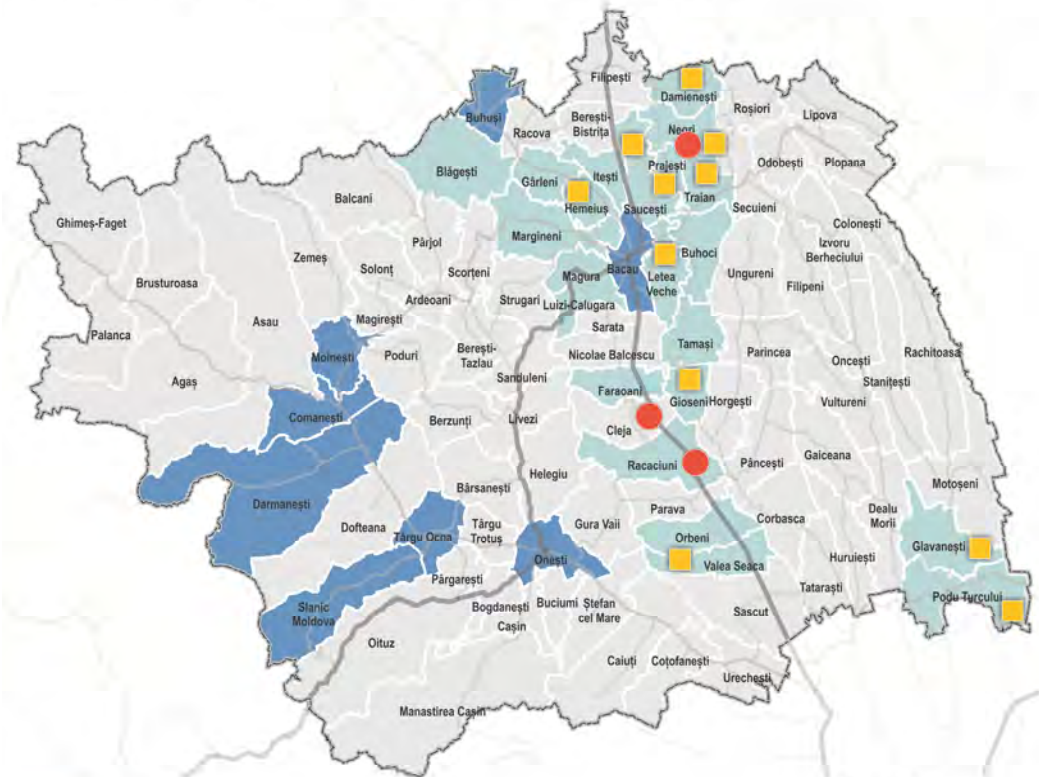 Filipești
Damienești
Roșiori
Lipova
Buhuși
Racova
Berești-
Bistrița
Negri
Odobești
Plopana
Blăgești
Gârleni
Itești
Prajești
Traian
Balcani
Hemeiuș
Saucești
Secuieni
Ghimeș-Faget
Colonești
Zemeș
Pârjol
Margineni
Izvoru
Berheciului
Solonț
Scorțeni
Buhoci
Brusturoasa
Magura
Bacau
Letea
Veche
Ungureni
Filipeni
Ardeoani
Strugari
Luizi-Calugara
Asau
Magirești
Sarata
Palanca
Moinești
Poduri
Berești-
Tazlau
Nicolae Balcescu
Tamași
Parincea
Rachitoasa
Oncești
Sanduleni
Stanițești
Agaș
Faraoani
Gioseni
Horgești
Vultureni
Comanești
Berzunți
Livezi
Cleja
Racaciuni
Pâncești
Gaiceana
Helegiu
Motoșeni
Bârsanești
Darmanești
Parava
Corbasca
Dealu
Morii
Dofteana
Târgu Ocna
Târgu
Trotuș
Gura Vaii
Orbeni
Glavanești
Onești
Valea Seaca
Huruiești
Pârgarești
Tataraști
Podu Turcului
Slanic
Moldova
Bogdanești
Buciumi
Ștefan
cel Mare
Sascut
Cașin
Oituz
Caiuți
Coțofanești
Urechești
Manastirea Cașin